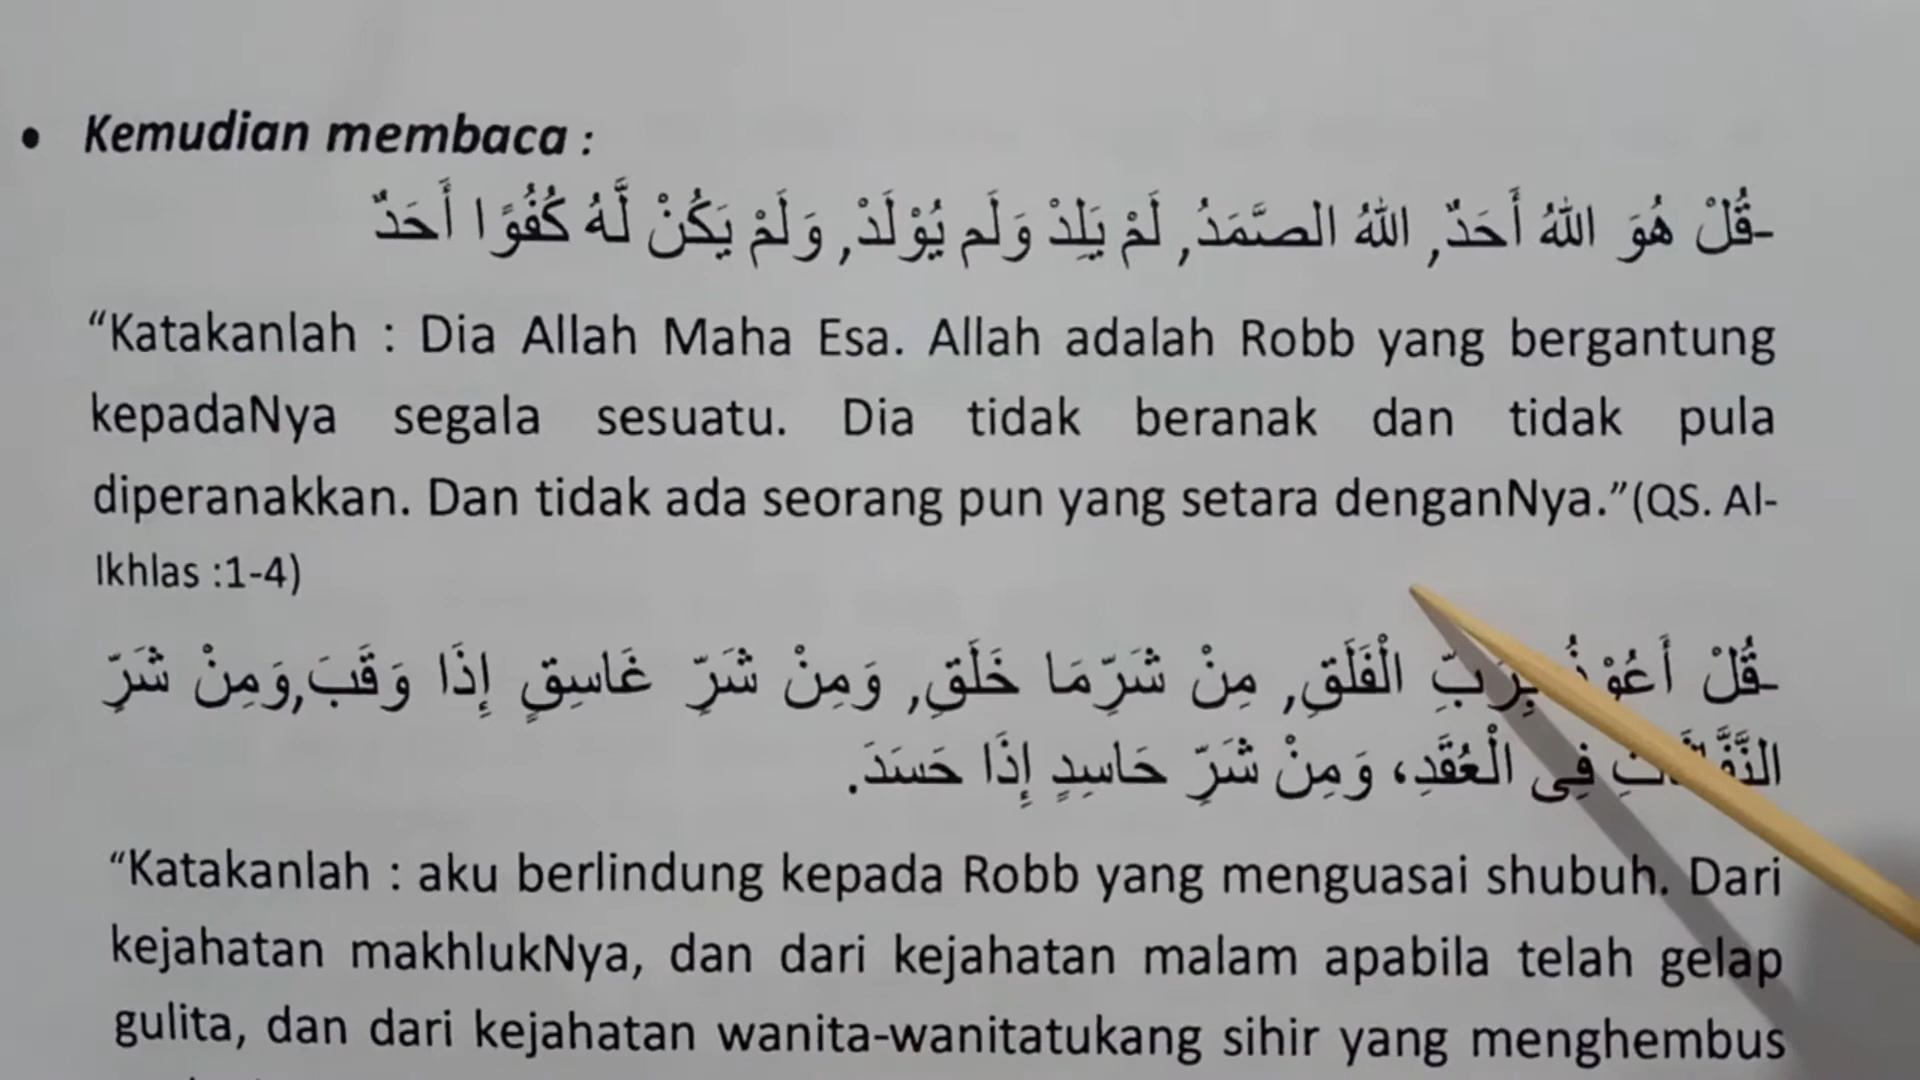 • Kemudian membaca :
-قُلْ هُوَ اللهُ أَحَدٌ, اللهُ الصَّمَدُ, لَمْ يَلِدْ وَلَم يُوْلَدْ, وَلَمْ يَكُنْ لَّهُ كُفُوًا أَحَدٌ
“Katakanlah : Dia Allah Maha Esa. Allah adalah Robb yang bergantung
kepadaNya segala sesuatu. Dia tidak beranak dan tidak pula
diperanakkan. Dan tidak ada seorang pun yang setara denganNya.”(QS. Al-
Ikhlas :1-4)
-قُلْ أَعُوْذُ بِرَبِّ الْفَلَقِ, مِنْ شَرِّمَا خَلَقِ, وَمِنْ شَرِّ غَاسِقٍ إِذَا وَقَبَ,وَمِنْ شَرِّ
فِى الْعُقَدِ، وَمِنْ شَرِّ حَاسِدٍ إِذَا حَسَدَ.
“Katakanlah : aku berlindung kepada Robb yang menguasai shubuh. Dari
kejahatan makhlukNya, dan dari kejahatan malam apabila telah gelap
gulita, dan dari kejahatan wanita-wanitatukang sihir yang menghembus